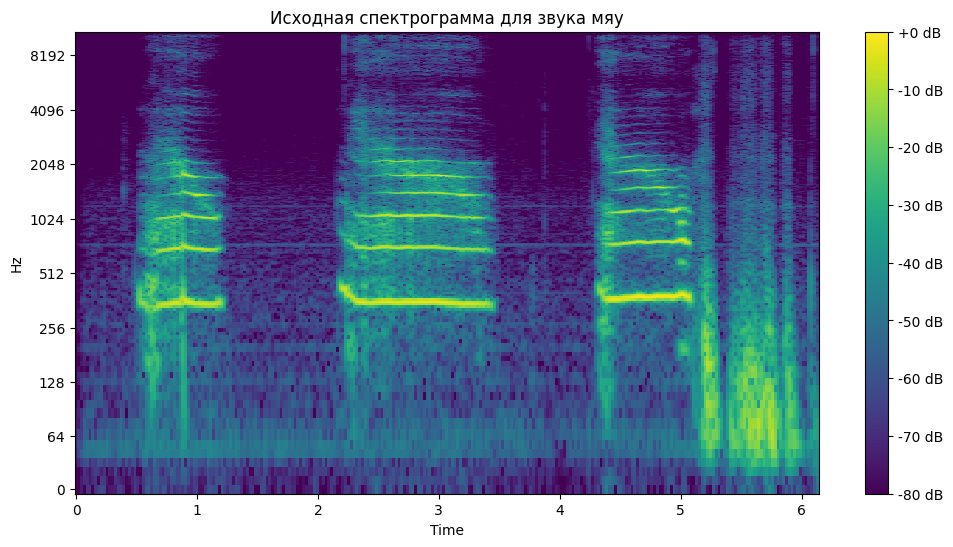 Исходная спектрограмма для звука мяу
Hz
8192
4096
2048
1024
512
256
128
64
0
0 1 2 3 4 5 6
Time
+0 dB
-10 dB
-20 dB
-30 dB
-40 dB
-50 dB
-60 dB
-70 dB
-80 dB